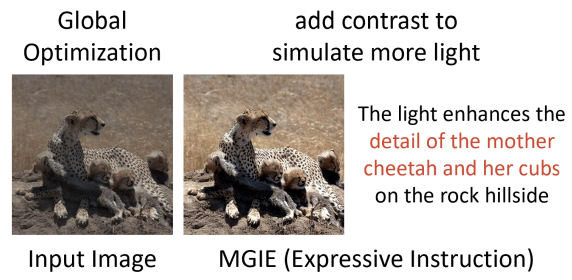 Global
Optimization
add contrast to
simulate more light
The light enhances the
detail of the mother
cheetah and her cubs
on the rock hillside
Input Image
MGIE (Expressive Instruction)